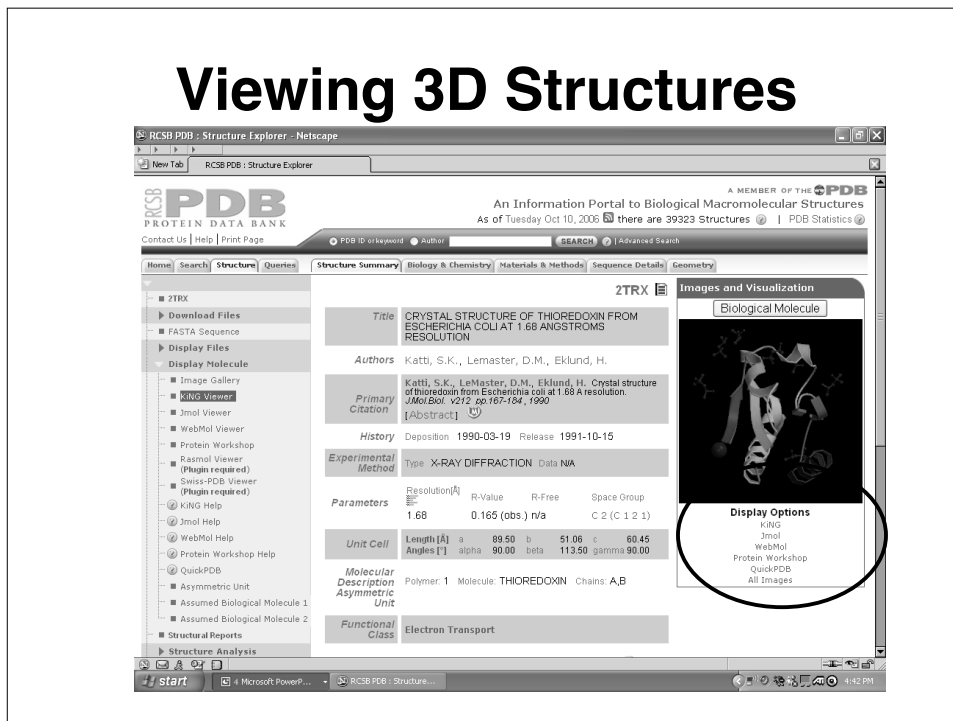 Viewing 3D Structures
RCSB PDB : Structure Explorer - Netscape
New Tab RCSB PDB : Structure Explorer
RCSB PDB
PROTEIN DATA BANK
A MEMBER OF THE PDB
An Information Portal to Biological Macromolecular Structures
As of Tuesday Oct 10, 2006 there are 39323 Structures | PDB Statistics
Contact Us | Help | Print Page
PDB ID or keyword Author SEARCH | Advanced Search
Home Search Structure Queries
Structure Summary Biology & Chemistry Materials & Methods Sequence Details Geometry
2TRX
Download Files
FASTA Sequence
Display Files
Display Molecule
Image Gallery
KiNG Viewer
Jmol Viewer
WebMol Viewer
Protein Workshop
Rasmol Viewer
(Plugin required)
Swiss-PDB Viewer
(Plugin required)
KiNG Help
Jmol Help
WebMol Help
Protein Workshop Help
QuickPDB
Asymmetric Unit
Assumed Biological Molecule 1
Assumed Biological Molecule 2
Structural Reports
Structure Analysis
2TRX
Title CRYSTAL STRUCTURE OF THIOREDOXIN FROM
ESCHERICHIA COLI AT 1.68 ANGSTROMS
RESOLUTION
Authors Katti, S.K., Lemaster, D.M., Eklund, H.
Primary Citation Katti, S.K., LeMaster, D.M., Eklund, H. Crystal structure
of thioredoxin from Escherichia coli at 1.68 A resolution.
J.Mol.Biol. v212 pp.167-184, 1990
[Abstract]
History Deposition 1990-03-19 Release 1991-10-15
Experimental Method Type X-RAY DIFFRACTION Data N/A
Parameters Resolution[Å] R-Value R-Free Space Group
1.68 0.165 (obs.) n/a C 2 (C 1 2 1)
Unit Cell Length [Å] a 89.50 b 51.06 c 60.45
Angles [°] alpha 90.00 beta 113.50 gamma 90.00
Molecular Description Asymmetric Unit Polymer: 1 Molecule: THIOREDOXIN Chains: A,B
Functional Class Electron Transport
Images and Visualization
Biological Molecule
Display Options
KiNG
Jmol
WebMol
Protein Workshop
QuickPDB
All Images
start 4 Microsoft PowerP... RCSB PDB : Structure... 4:42 PM